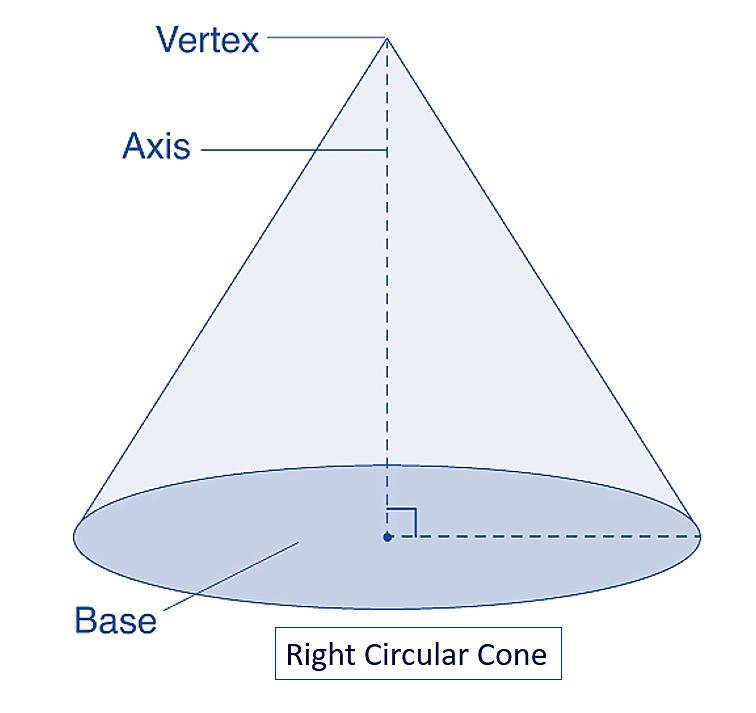 Vertex
Axis
Base
Right Circular Cone